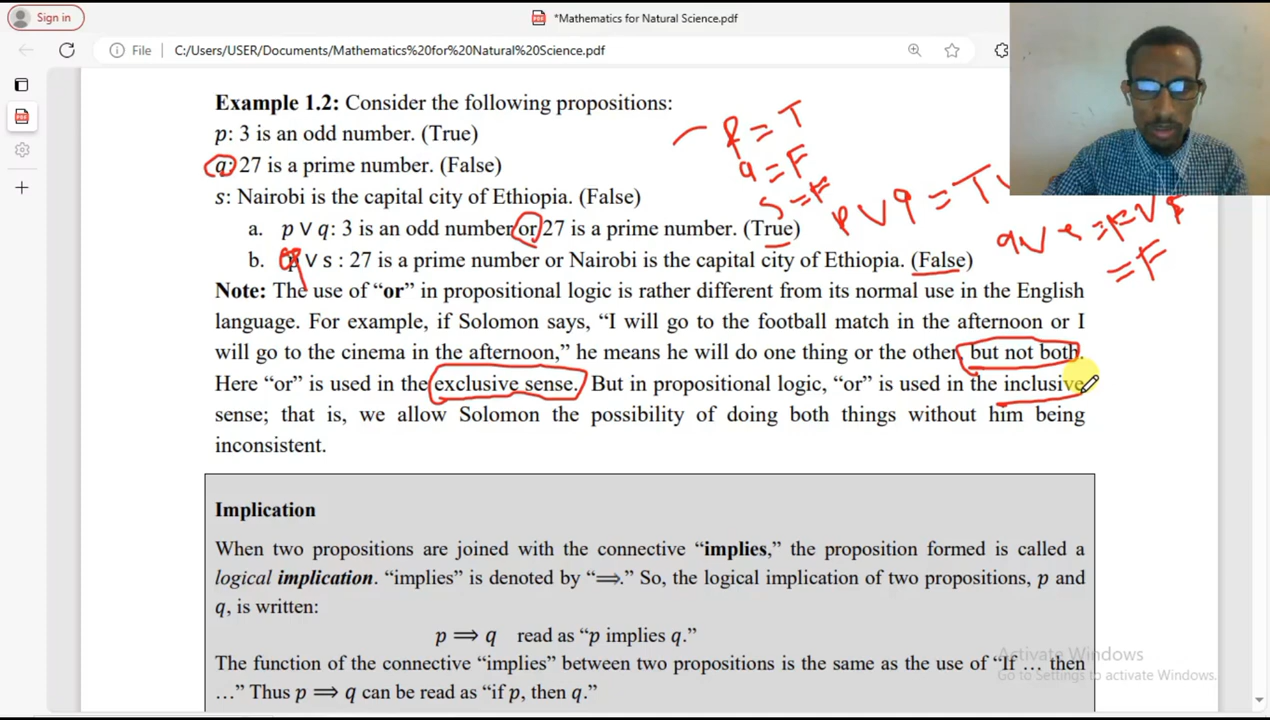 Sign in
*Mathematics for Natural Science.pdf
File
C:/Users/USER/Documents/Mathematics%20for%20Natural%20Science.pdf
Example 1.2: Consider the following propositions:
p: 3 is an odd number. (True)
q: 27 is a prime number. (False)
s: Nairobi is the capital city of Ethiopia. (False)
a. p ∨ q: 3 is an odd number or 27 is a prime number. (True)
b. q ∨ s : 27 is a prime number or Nairobi is the capital city of Ethiopia. (False)
p = T
q = F
s = F
p ∨ q = T ∨
q ∨ s = F ∨ F
= F
Note: The use of “or” in propositional logic is rather different from its normal use in the English
language. For example, if Solomon says, “I will go to the football match in the afternoon or I
will go to the cinema in the afternoon,” he means he will do one thing or the other, but not both.
Here “or” is used in the exclusive sense. But in propositional logic, “or” is used in the inclusive
sense; that is, we allow Solomon the possibility of doing both things without him being
inconsistent.
Implication
When two propositions are joined with the connective “implies,” the proposition formed is called a
logical implication. “implies” is denoted by “⟹.” So, the logical implication of two propositions, p and
q, is written:
p ⟹ q read as “p implies q.”
The function of the connective “implies” between two propositions is the same as the use of “If … then
…” Thus p ⟹ q can be read as “if p, then q.”
Activate Windows
Go to Settings to activate Windows.